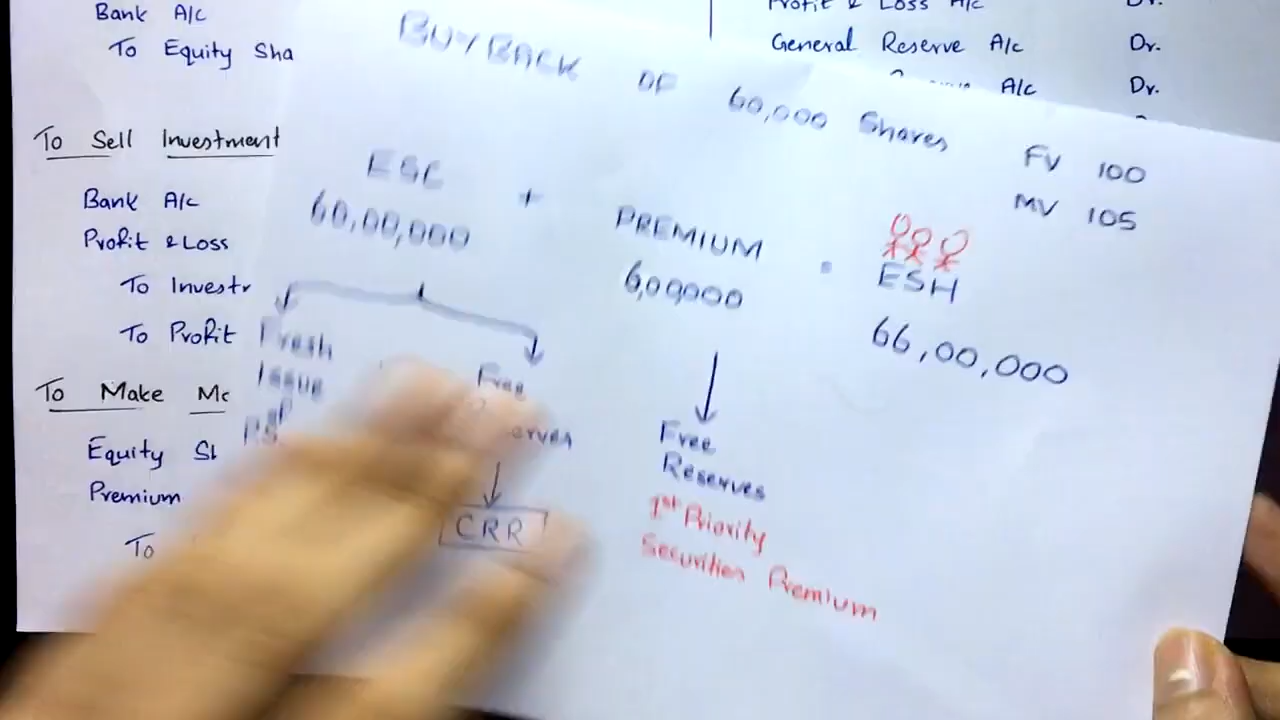 Bank A/c
To Equity Sha
To Sell Investment
Bank A/c
Profit & Loss
To Investr
To Profit
To Make Mc
Equity Sh
Premium
To
Profit & Loss A/c Dr.
General Reserve A/c Dr.
A/c Dr.
BUYBACK OF 60,000 Shares FV 100
MV 105
ESC + PREMIUM = ESH
60,00,000 6,00,000 66,00,000
Fresh
Issue
Free
erves
CRR
Free
Reserves
1st Priority
Securities Premium